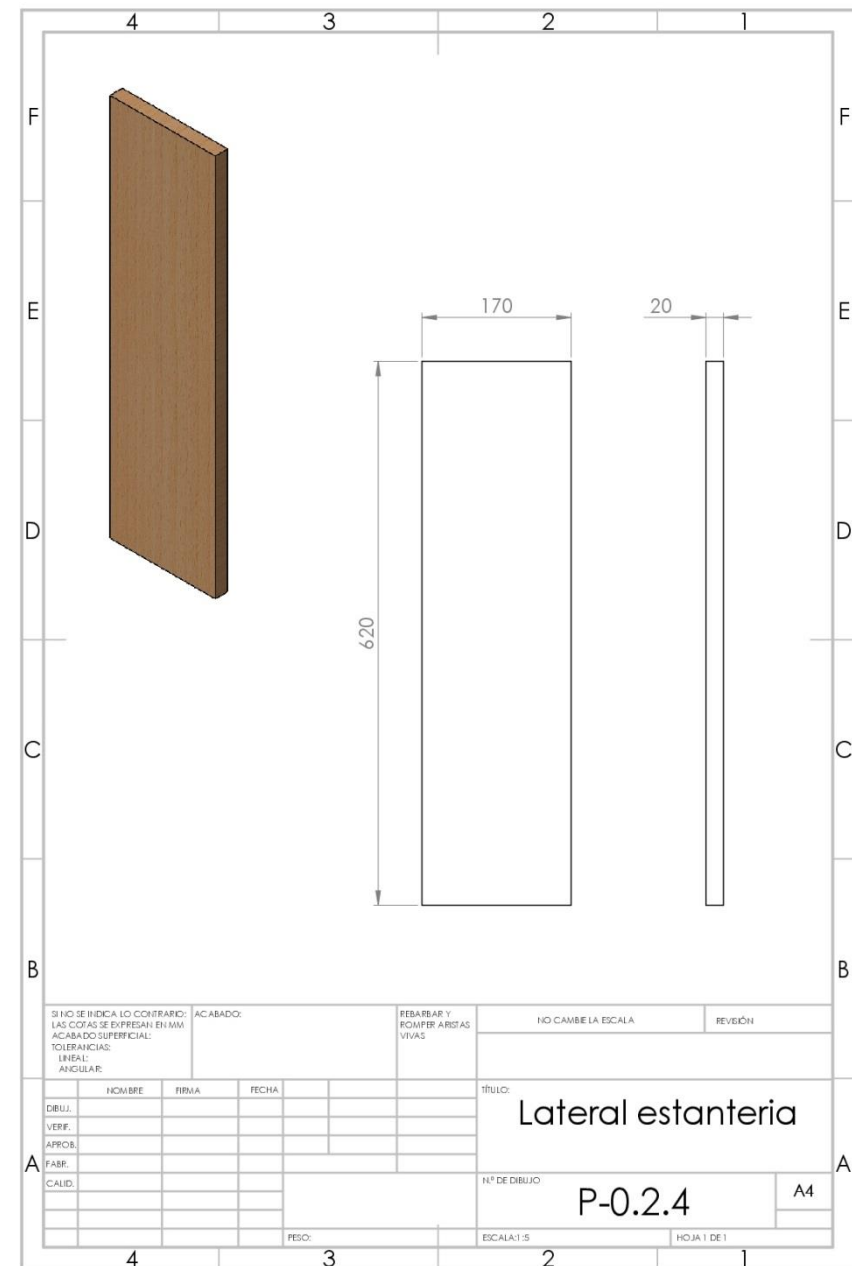 4 3 2 1
F F
E E
D D
C C
B B
A A
170
20
620
SI NO SE INDICA LO CONTRARIO:
LAS COTAS SE EXPRESAN EN MM
ACABADO SUPERFICIAL:
TOLERANCIAS:
LINEAL:
ANGULAR:
ACABADO:
REBARBAR Y
ROMPER ARISTAS
VIVAS
NO CAMBIE LA ESCALA
REVISIÓN
NOMBRE FIRMA FECHA
DIBUJ.
VERIF.
APROB.
FABR.
CALID.
TÍTULO:
Lateral estanteria
N.º DE DIBUJO
P-0.2.4
A4
PESO:
ESCALA:1:5
HOJA 1 DE 1
4 3 2 1